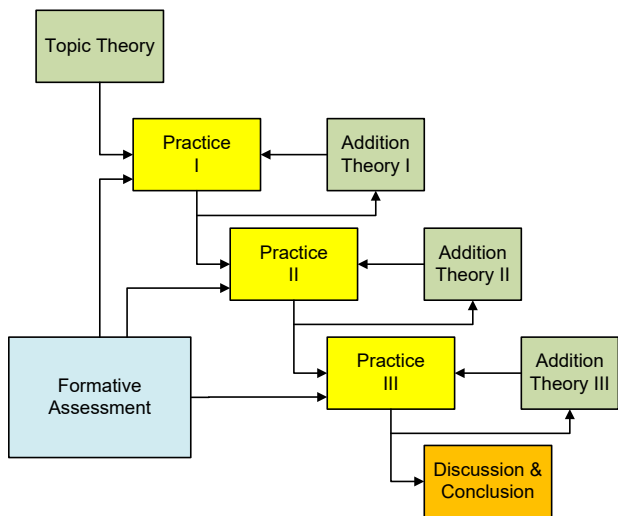 Topic Theory
Practice
I
Addition
Theory I
Practice
II
Addition
Theory II
Formative
Assessment
Practice
III
Addition
Theory III
Discussion &
Conclusion